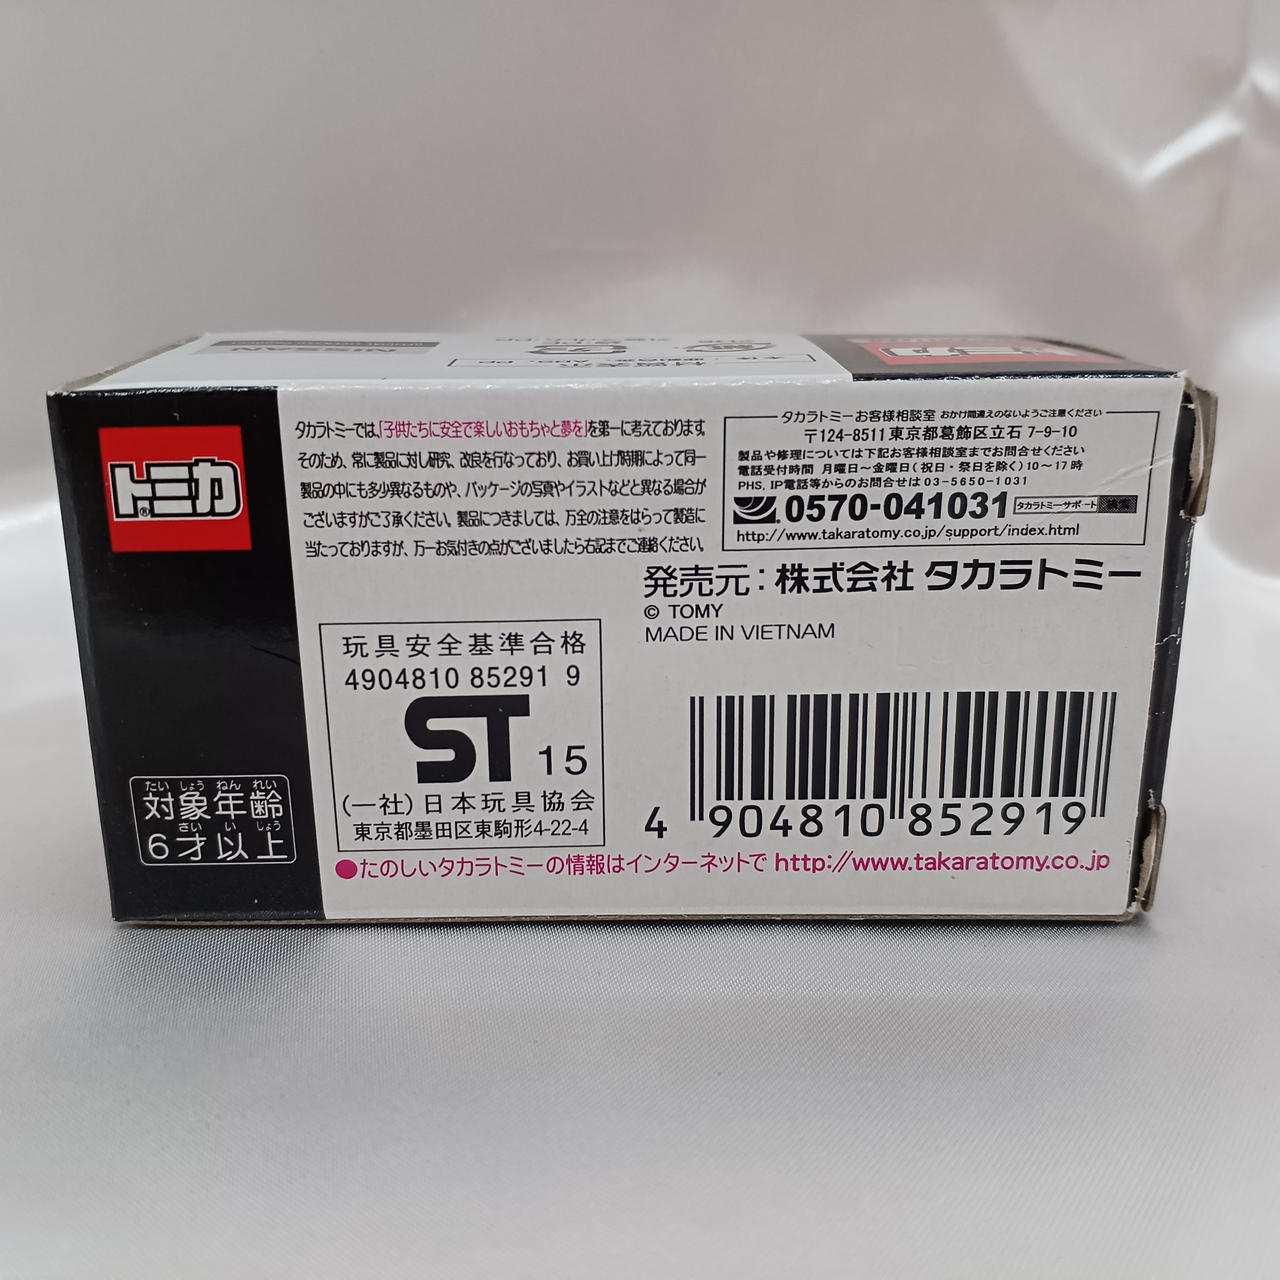 NISSAN
トミカ
®
対象年齢
たいしょうねんれい
6才以上
さいいじょう
タカラトミーでは、「子供たちに安全で楽しいおもちゃと夢を」を第一に考えております。
そのため、常に製品に対し研究、改良を行なっており、お買い上げ時期によって同一
製品の中にも多少異なるものや、パッケージの写真やイラストなどと異なる場合が
ございますがご了承ください。製品につきましては、万全の注意をはらって製造に
当たっておりますが、万一お気付きの点がございましたら右記までご連絡ください。
タカラトミーお客様相談室 おかけ間違えのないようご注意ください
〒124-8511 東京都葛飾区立石 7-9-10
製品や修理については下記お客様相談室までお問合せください
電話受付時間 月曜日〜金曜日(祝日・祭日を除く)10〜17時
PHS, IP電話等からのお問合せは 03-5650-1031
0570-041031 タカラトミーサポート 検索
http://www.takaratomy.co.jp/support/index.html
発売元:株式会社 タカラトミー
© TOMY
MADE IN VIETNAM
玩具安全基準合格
4904810 85291 9
ST 15
(一社)日本玩具協会
東京都墨田区東駒形4-22-4
4 904810 852919
●たのしいタカラトミーの情報はインターネットで http://www.takaratomy.co.jp